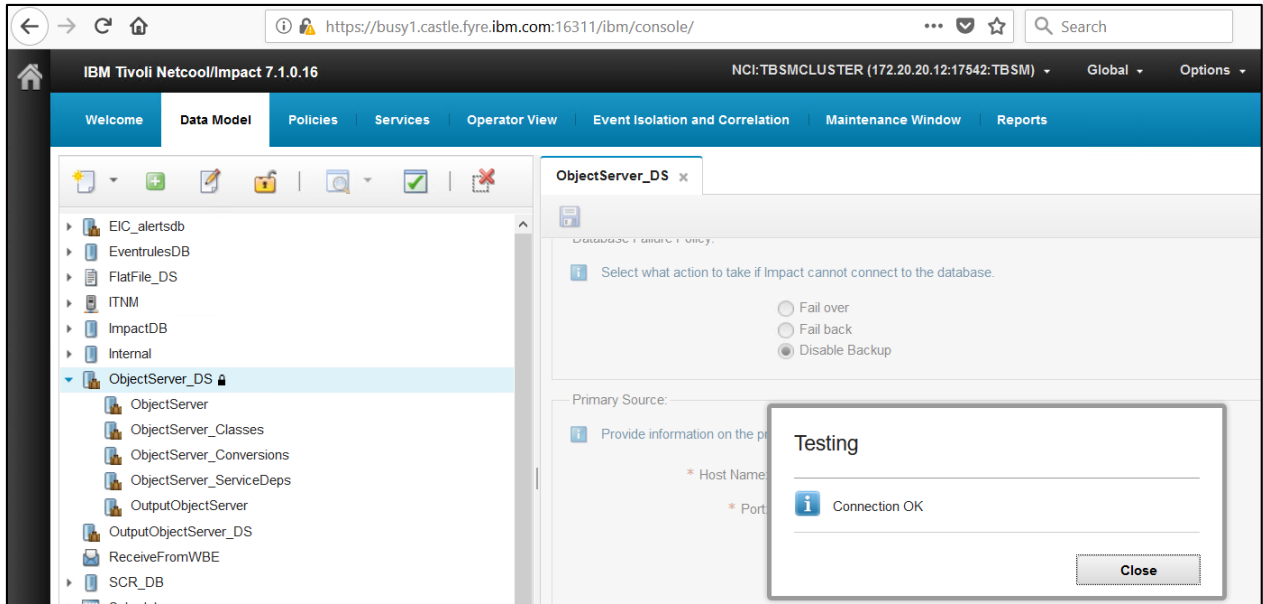 https://busy1.castle.fyre.ibm.com:16311/ibm/console/
Search
IBM Tivoli Netcool/Impact 7.1.0.16
NCI:TBSMCLUSTER (172.20.20.12:17542:TBSM)
Global
Options
Welcome
Data Model
Policies
Services
Operator View
Event Isolation and Correlation
Maintenance Window
Reports
EIC_alertsdb
EventrulesDB
FlatFile_DS
ITNM
ImpactDB
Internal
ObjectServer_DS
ObjectServer
ObjectServer_Classes
ObjectServer_Conversions
ObjectServer_ServiceDeps
OutputObjectServer
OutputObjectServer_DS
ReceiveFromWBE
SCR_DB
ObjectServer_DS
Database Failure Policy:
Select what action to take if Impact cannot connect to the database.
Fail over
Fail back
Disable Backup
Primary Source:
Provide information on the
* Host Name:
* Port:
Testing
Connection OK
Close